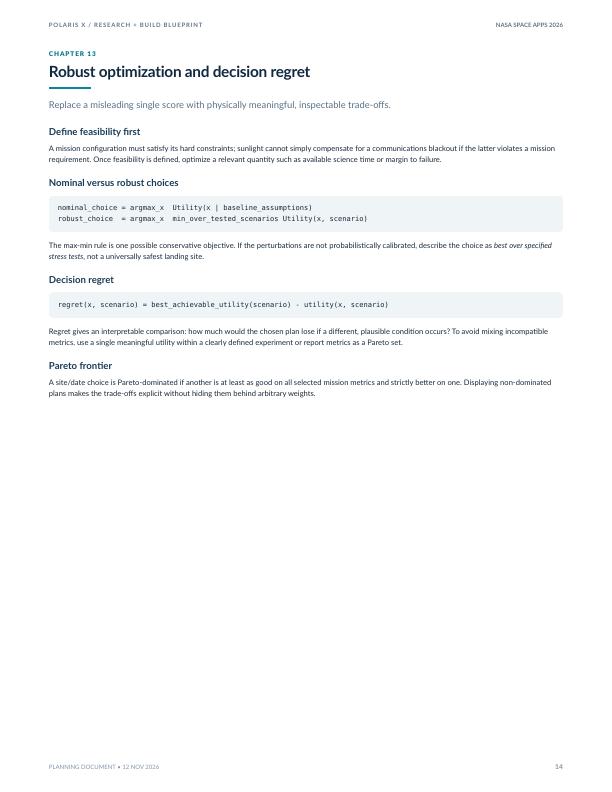 POLARIS X / RESEARCH + BUILD BLUEPRINT
NASA SPACE APPS 2026
CHAPTER 13
Robust optimization and decision regret
Replace a misleading single score with physically meaningful, inspectable trade-offs.
Define feasibility first
A mission configuration must satisfy its hard constraints; sunlight cannot simply compensate for a communications blackout if the latter violates a mission
requirement. Once feasibility is defined, optimize a relevant quantity such as available science time or margin to failure.
Nominal versus robust choices
nominal_choice = argmax_x  Utility(x | baseline_assumptions)
robust_choice  = argmax_x  min_over_tested_scenarios Utility(x, scenario)
The max-min rule is one possible conservative objective. If the perturbations are not probabilistically calibrated, describe the choice as best over specified
stress tests, not a universally safest landing site.
Decision regret
regret(x, scenario) = best_achievable_utility(scenario) - utility(x, scenario)
Regret gives an interpretable comparison: how much would the chosen plan lose if a different, plausible condition occurs? To avoid mixing incompatible
metrics, use a single meaningful utility within a clearly defined experiment or report metrics as a Pareto set.
Pareto frontier
A site/date choice is Pareto-dominated if another is at least as good on all selected mission metrics and strictly better on one. Displaying non-dominated
plans makes the trade-offs explicit without hiding them behind arbitrary weights.
PLANNING DOCUMENT • 12 NOV 2026
14